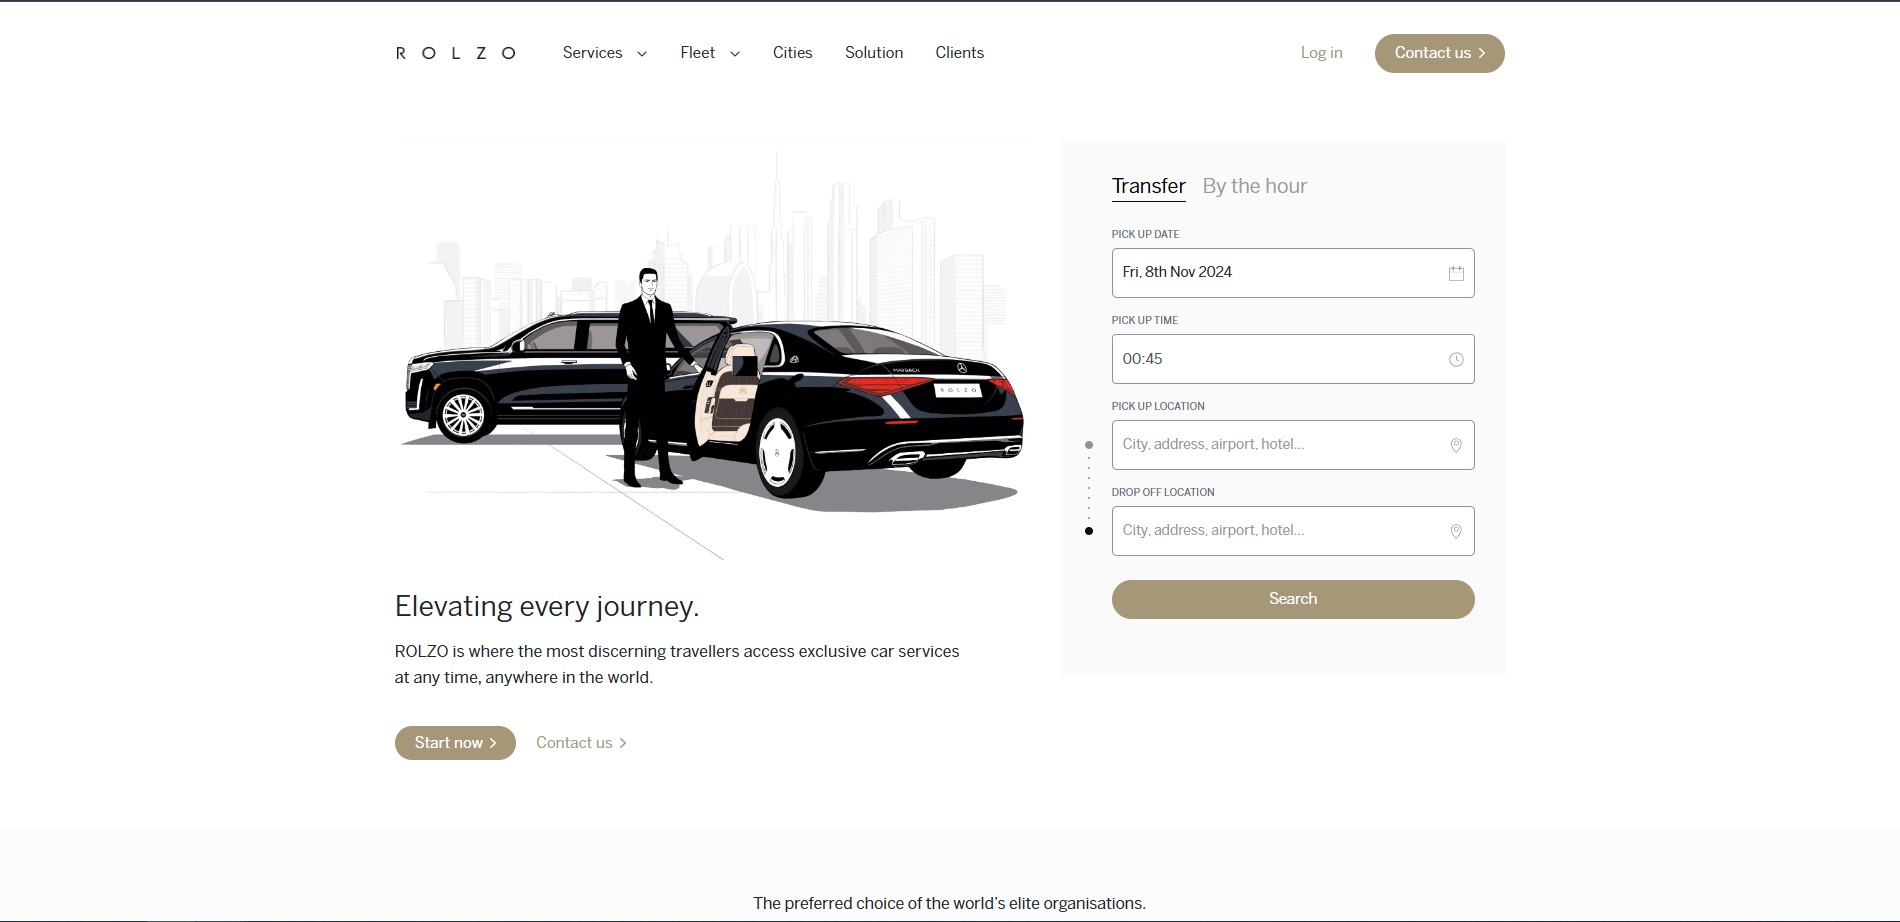 ROLZO Services Fleet Cities Solution Clients Log in Contact us
MAYBACH
ROLZO
Elevating every journey.
ROLZO is where the most discerning travellers access exclusive car services
at any time, anywhere in the world.
Start now Contact us
Transfer By the hour
PICK UP DATE
Fri, 8th Nov 2024
PICK UP TIME
00:45
PICK UP LOCATION
City, address, airport, hotel...
DROP OFF LOCATION
City, address, airport, hotel...
Search
The preferred choice of the world's elite organisations.